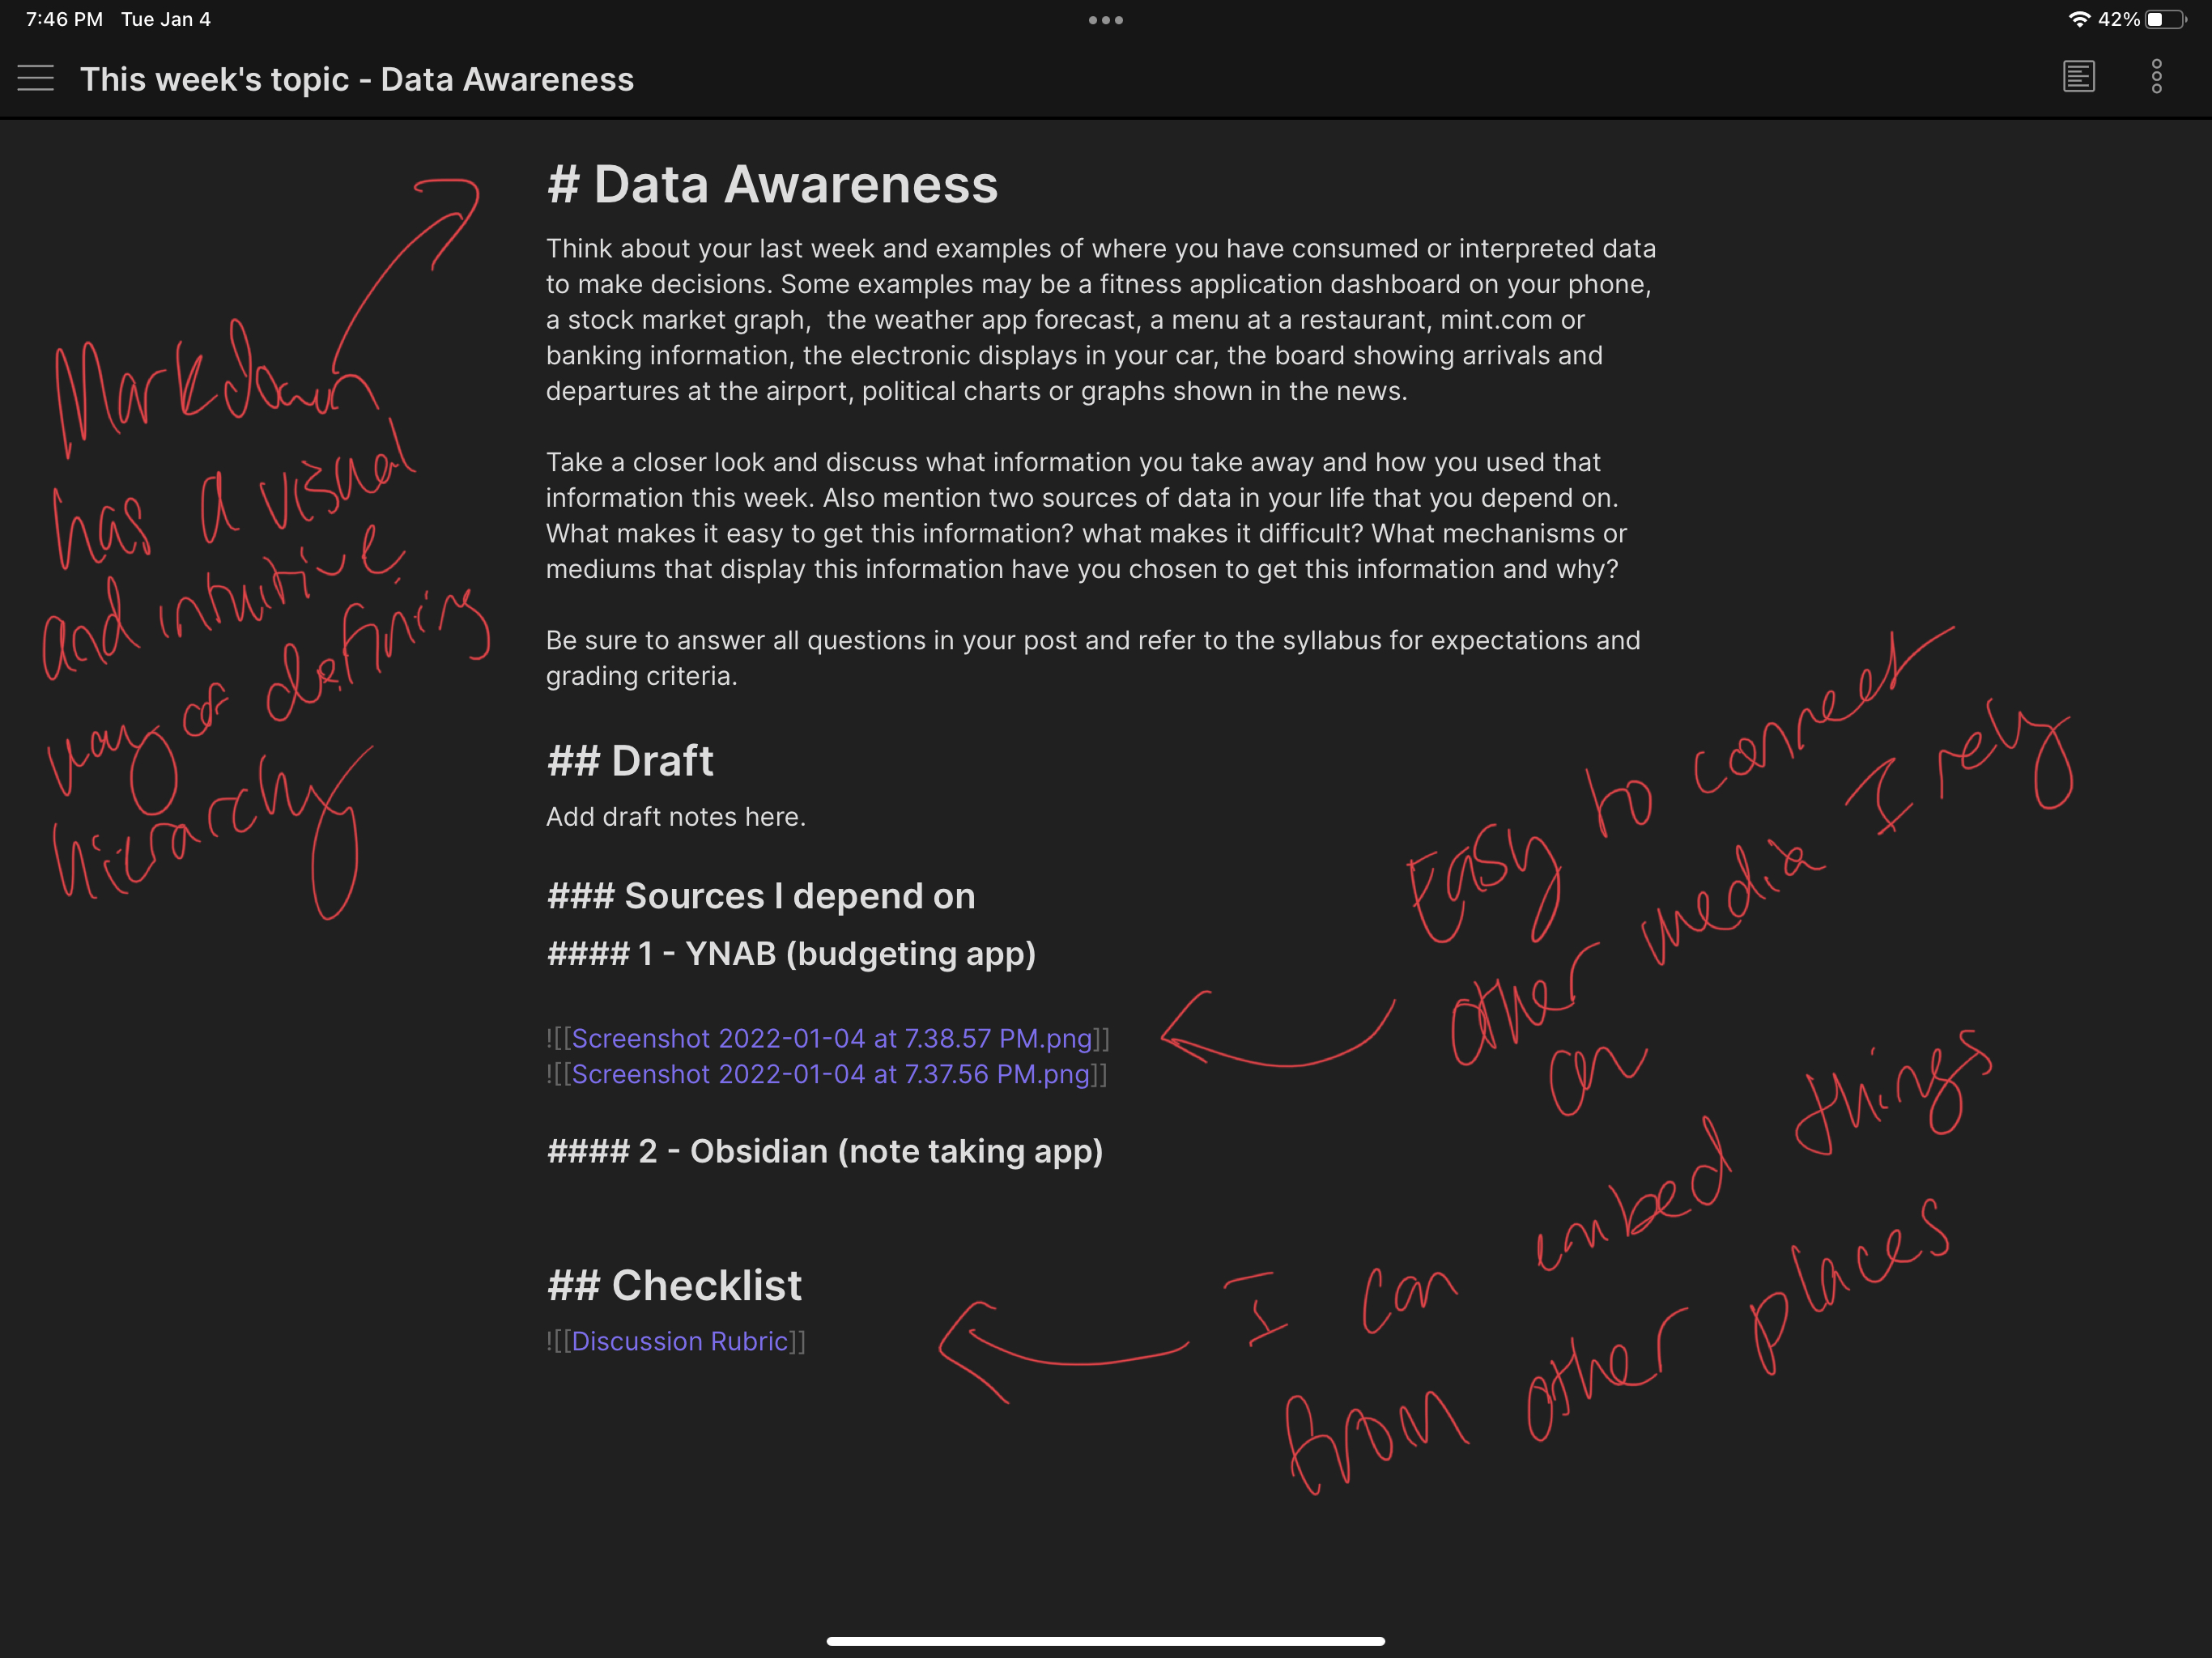 7:46 PM Tue Jan 4
42%
This week's topic - Data Awareness
# Data Awareness
Think about your last week and examples of where you have consumed or interpreted data
to make decisions. Some examples may be a fitness application dashboard on your phone,
a stock market graph,  the weather app forecast, a menu at a restaurant, mint.com or
banking information, the electronic displays in your car, the board showing arrivals and
departures at the airport, political charts or graphs shown in the news.
Take a closer look and discuss what information you take away and how you used that
information this week. Also mention two sources of data in your life that you depend on.
What makes it easy to get this information? what makes it difficult? What mechanisms or
mediums that display this information have you chosen to get this information and why?
Be sure to answer all questions in your post and refer to the syllabus for expectations and
grading criteria.
## Draft
Add draft notes here.
### Sources I depend on
#### 1 - YNAB (budgeting app)
![[Screenshot 2022-01-04 at 7.38.57 PM.png]]
![[Screenshot 2022-01-04 at 7.37.56 PM.png]]
#### 2 - Obsidian (note taking app)
## Checklist
![[Discussion Rubric]]
Markdown
has a visual
and intuitive
way of defining
hierarchy
Easy to connect
other media I rely
on
I can embed things
from other places